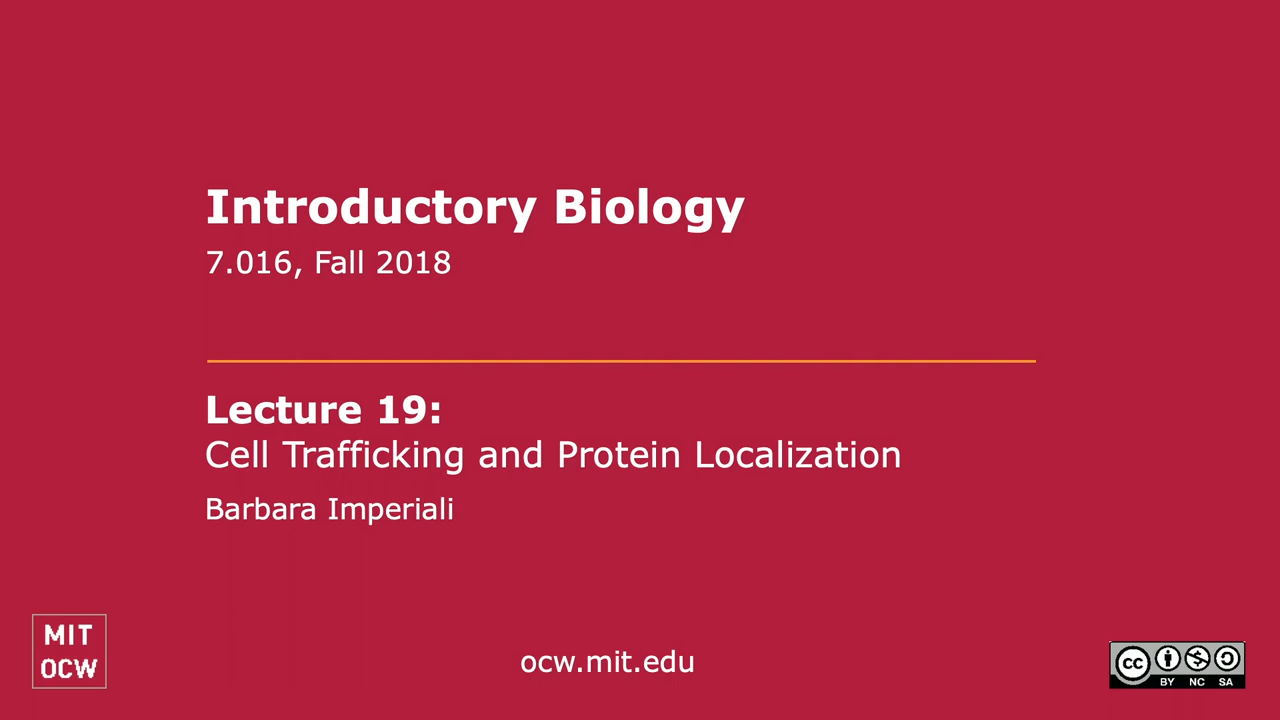 Introductory Biology
7.016, Fall 2018
Lecture 19:
Cell Trafficking and Protein Localization
Barbara Imperiali
MIT
OCW
ocw.mit.edu
cc
BY NC SA